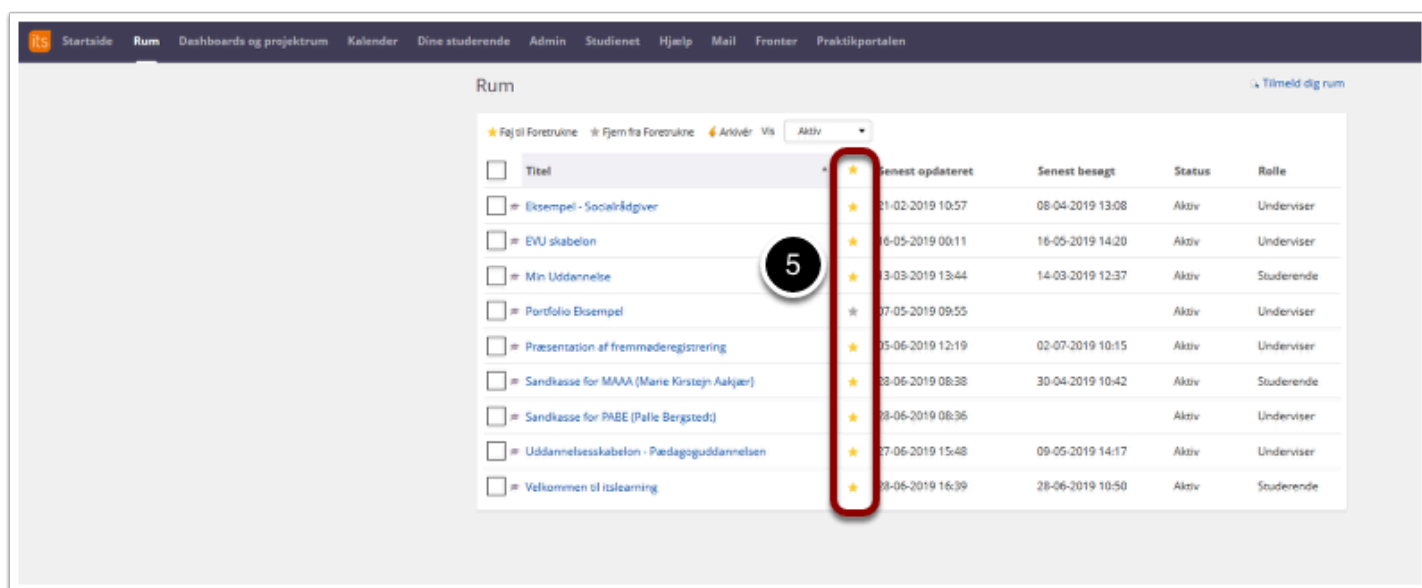 its Startside Rum Dashboards og projektrum Kalender Dine studerende Admin Studienet Hjælp Mail Fronter Praktikportalen
Rum Tilmeld dig rum
Føj til Foretrukne Fjern fra Foretrukne Arkivér Vis Aktiv
Titel Senest opdateret Senest besøgt Status Rolle
Eksempel - Socialrådgiver 21-02-2019 10:57 08-04-2019 13:08 Aktiv Underviser
EVU skabelon 16-05-2019 00:11 16-05-2019 14:20 Aktiv Underviser
5
Min Uddannelse 13-03-2019 13:44 14-03-2019 12:37 Aktiv Studerende
Portfolio Eksempel 07-05-2019 09:55 Aktiv Underviser
Præsentation af fremmøderegistrering 05-06-2019 12:19 02-07-2019 10:15 Aktiv Underviser
Sandkasse for MAAA (Marie Kirstejn Aakjær) 28-06-2019 08:38 30-04-2019 10:42 Aktiv Studerende
Sandkasse for PABE (Palle Bergstedt) 28-06-2019 08:36 Aktiv Underviser
Uddannelsesskabelon - Pædagoguddannelsen 27-06-2019 15:48 09-05-2019 14:17 Aktiv Underviser
Velkommen til itslearning 28-06-2019 16:39 28-06-2019 10:50 Aktiv Studerende